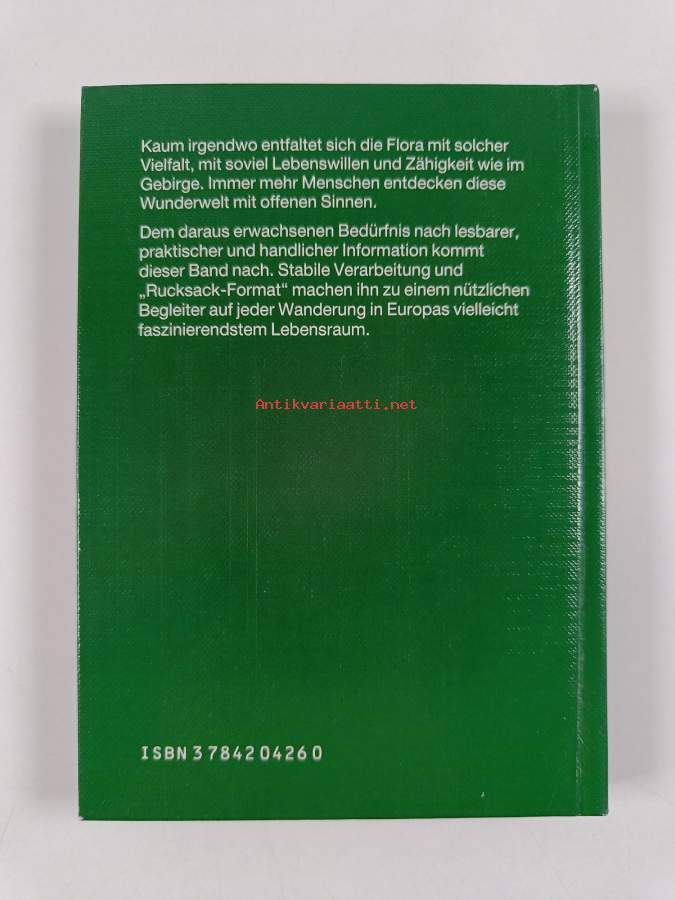 Kaum irgendwo entfaltet sich die Flora mit solcher
Vielfalt, mit soviel Lebenswillen und Zähigkeit wie im
Gebirge. Immer mehr Menschen entdecken diese
Wunderwelt mit offenen Sinnen.
Dem daraus erwachsenen Bedürfnis nach lesbarer,
praktischer und handlicher Information kommt
dieser Band nach. Stabile Verarbeitung und
„Rucksack-Format“ machen ihn zu einem nützlichen
Begleiter auf jeder Wanderung in Europas vielleicht
faszinierendstem Lebensraum.
Antikvariaatti.net
ISBN 3 7842 0426 0